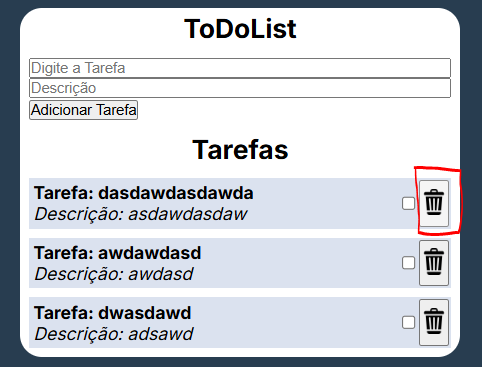 ToDoList
Digite a Tarefa
Descrição
Adicionar Tarefa
Tarefas
Tarefa: dasdawdasdawda
Descrição: asdawdasdaw
Tarefa: awdawdasd
Descrição: awdasd
Tarefa: dwasdawd
Descrição: adsawd